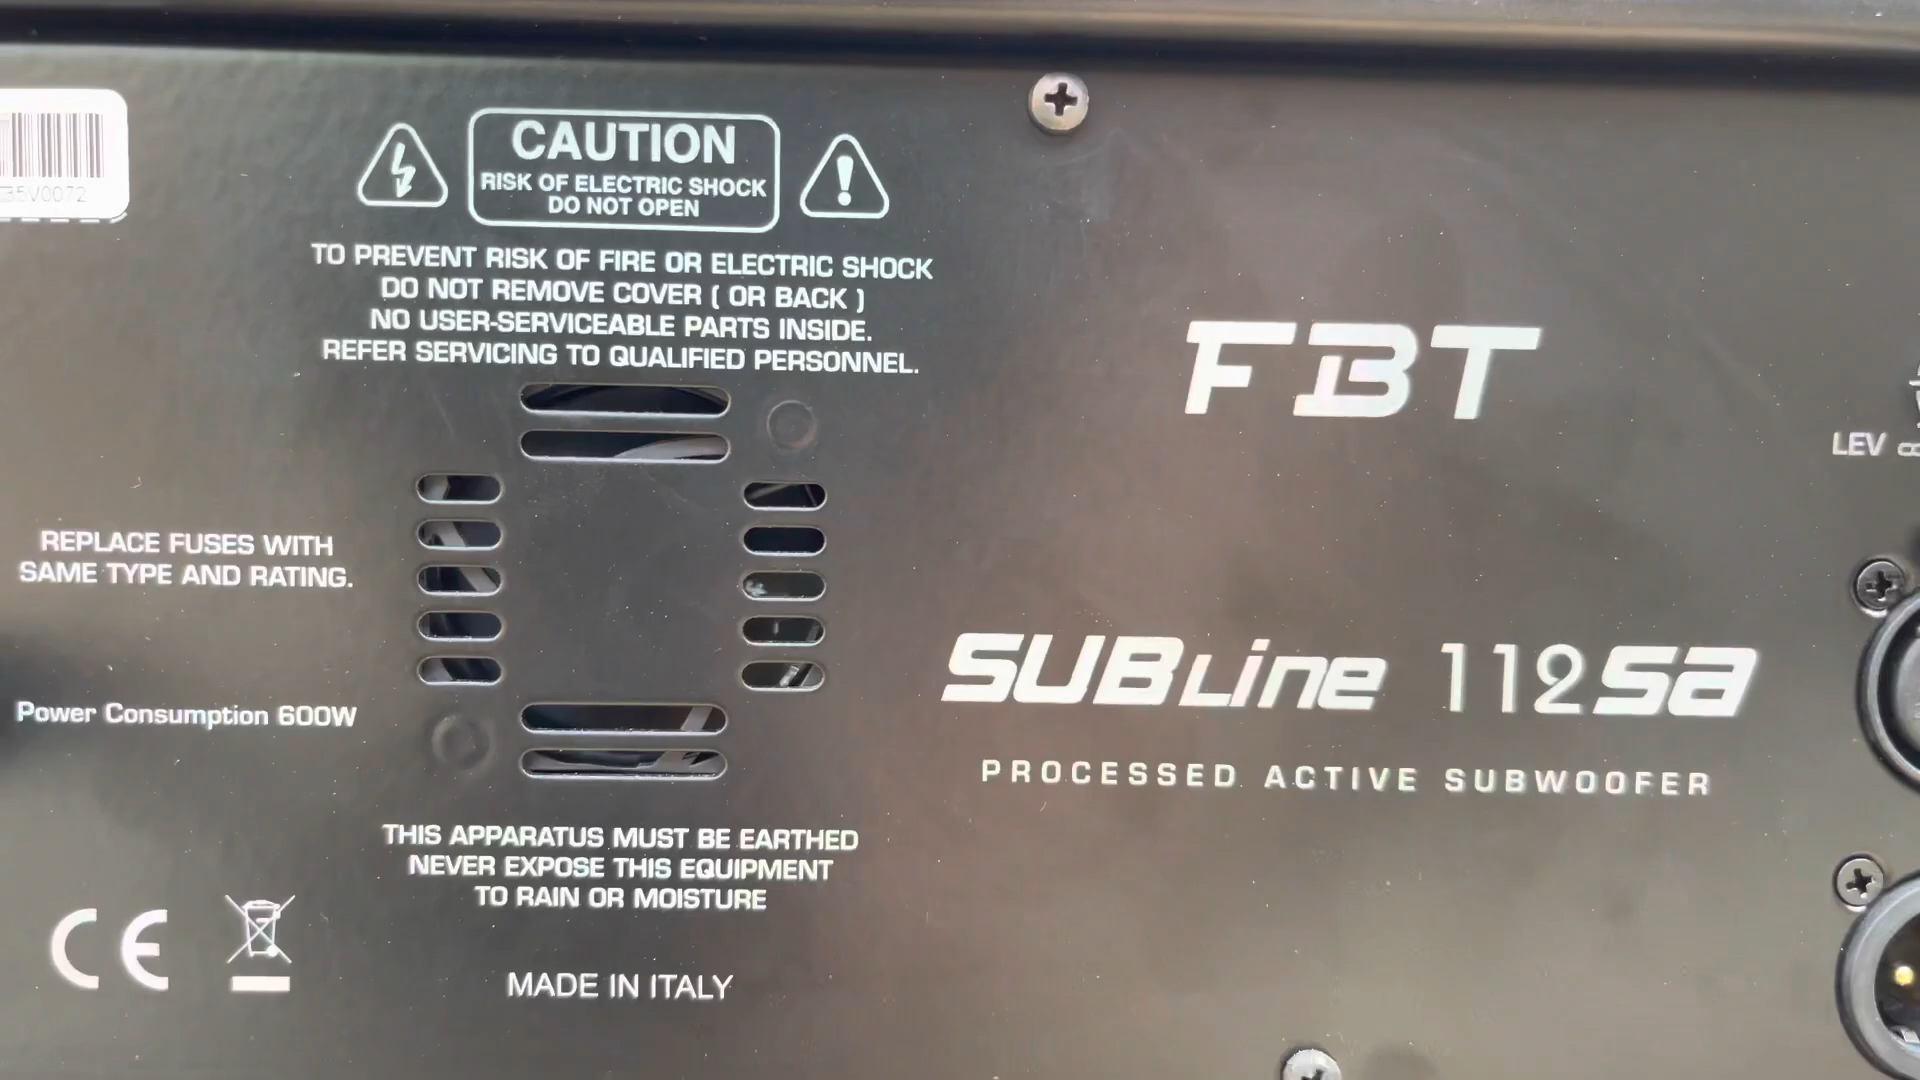 CAUTION
RISK OF ELECTRIC SHOCK
DO NOT OPEN
TO PREVENT RISK OF FIRE OR ELECTRIC SHOCK
DO NOT REMOVE COVER ( OR BACK )
NO USER-SERVICEABLE PARTS INSIDE.
REFER SERVICING TO QUALIFIED PERSONNEL.
FBT
LEV
REPLACE FUSES WITH
SAME TYPE AND RATING.
SUBLine 112Sa
PROCESSED ACTIVE SUBWOOFER
Power Consumption 600W
THIS APPARATUS MUST BE EARTHED
NEVER EXPOSE THIS EQUIPMENT
TO RAIN OR MOISTURE
CE
MADE IN ITALY